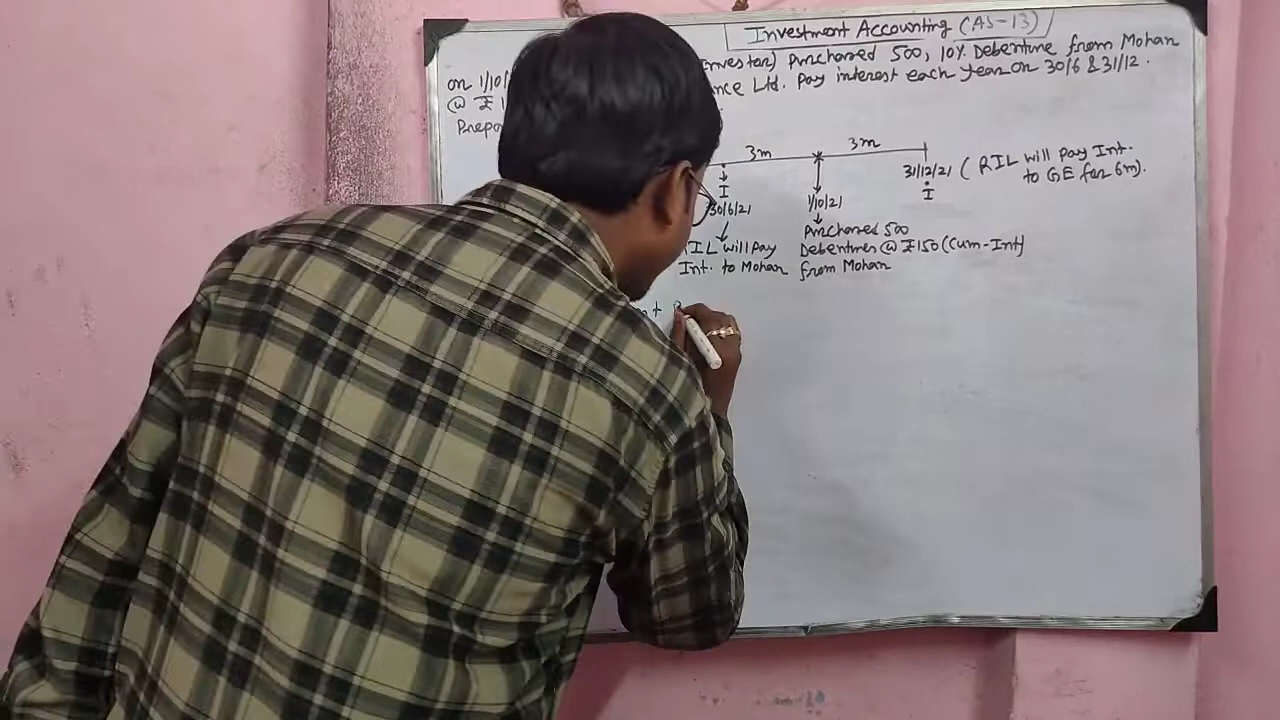 Investment Accounting (AS-13)
on 1/10/ Investor) Purchased 500, 10% Debenture from Mohan
@ ₹ 1 nce Ltd. Pay interest each year on 30/6 & 31/12.
Prepa
3m 3m
31/12/21 ( RIL will Pay Int. to GE for 6m).
I I
30/6/21 1/10/21
RIL will pay Int. to Mohan
Purchased 500
Debentures @ ₹150 (Cum-Int)
from Mohan